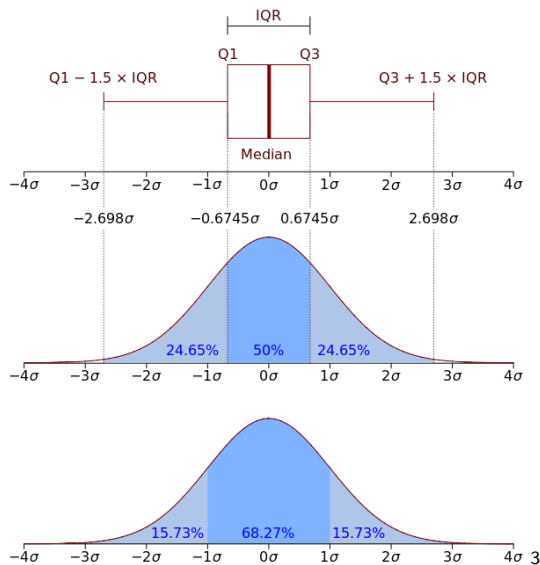 IQR
Q1 Q3
Q1 − 1.5 × IQR Q3 + 1.5 × IQR
Median
−4σ −3σ −2σ −1σ 0σ 1σ 2σ 3σ 4σ
−2.698σ −0.6745σ 0.6745σ 2.698σ
24.65% 50% 24.65%
−4σ −3σ −2σ −1σ 0σ 1σ 2σ 3σ 4σ
15.73% 68.27% 15.73%
−4σ −3σ −2σ −1σ 0σ 1σ 2σ 3σ 4σ 3